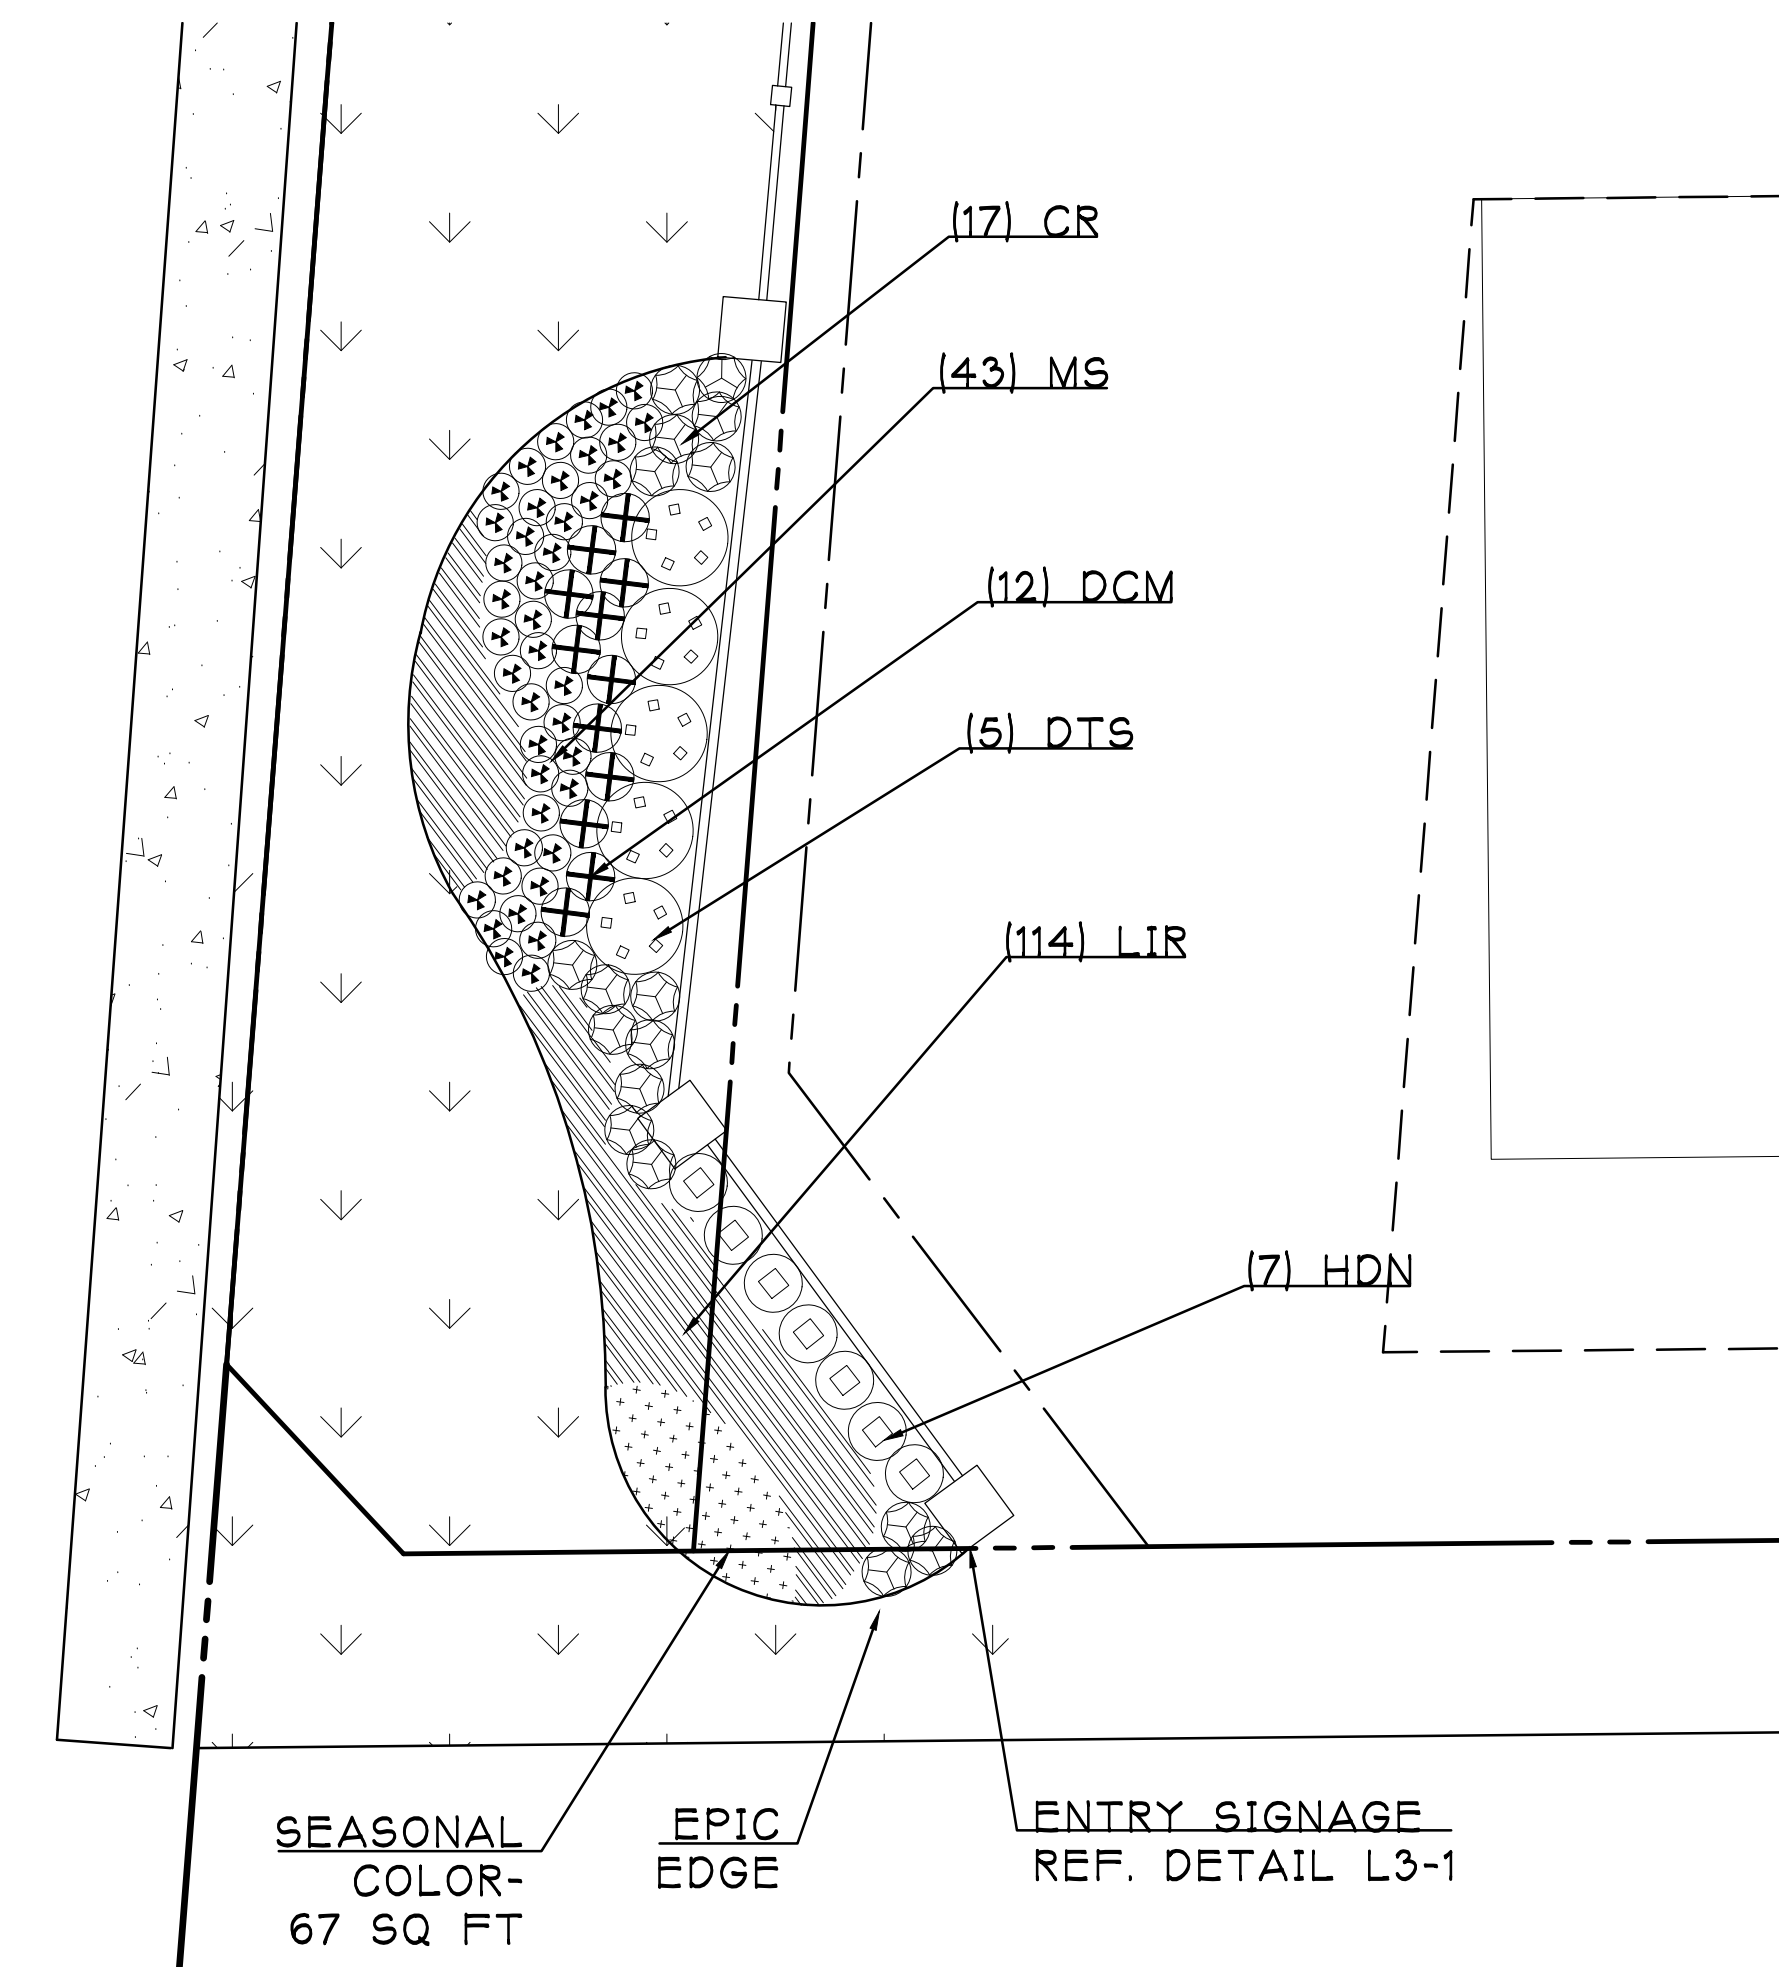 (17) CR
(43) MS
(12) DCM
(5) DTS
(114) LIR
(7) HDN
SEASONAL
COLOR-
67 SQ FT
EPIC
EDGE
ENTRY SIGNAGE
REF. DETAIL L3-1